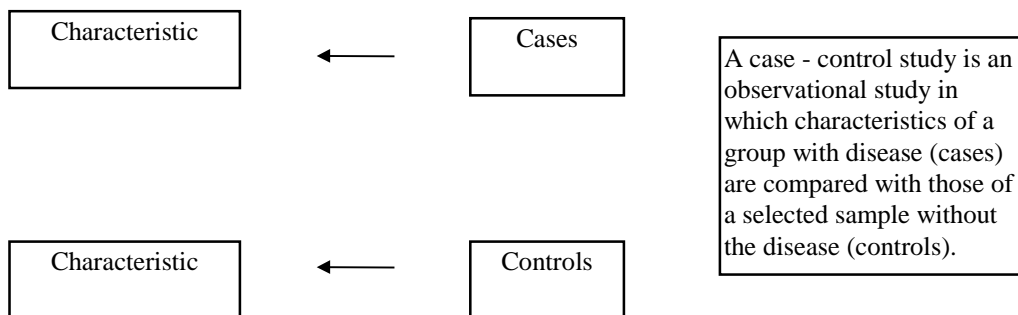 Characteristic
Cases
A case - control study is an
observational study in
which characteristics of a
group with disease (cases)
are compared with those of
a selected sample without
the disease (controls).
Characteristic
Controls